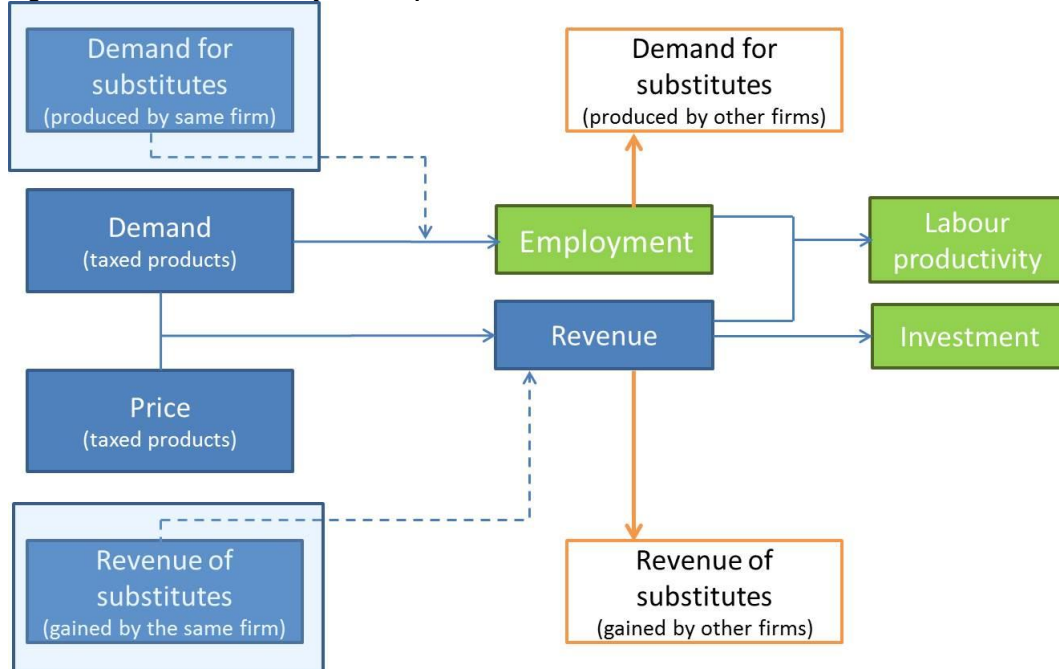 Demand for
substitutes
(produced by same firm)
Demand for
substitutes
(produced by other firms)
Demand
(taxed products)
Employment
Labour
productivity
Revenue
Investment
Price
(taxed products)
Revenue of
substitutes
(gained by the same firm)
Revenue of
substitutes
(gained by other firms)